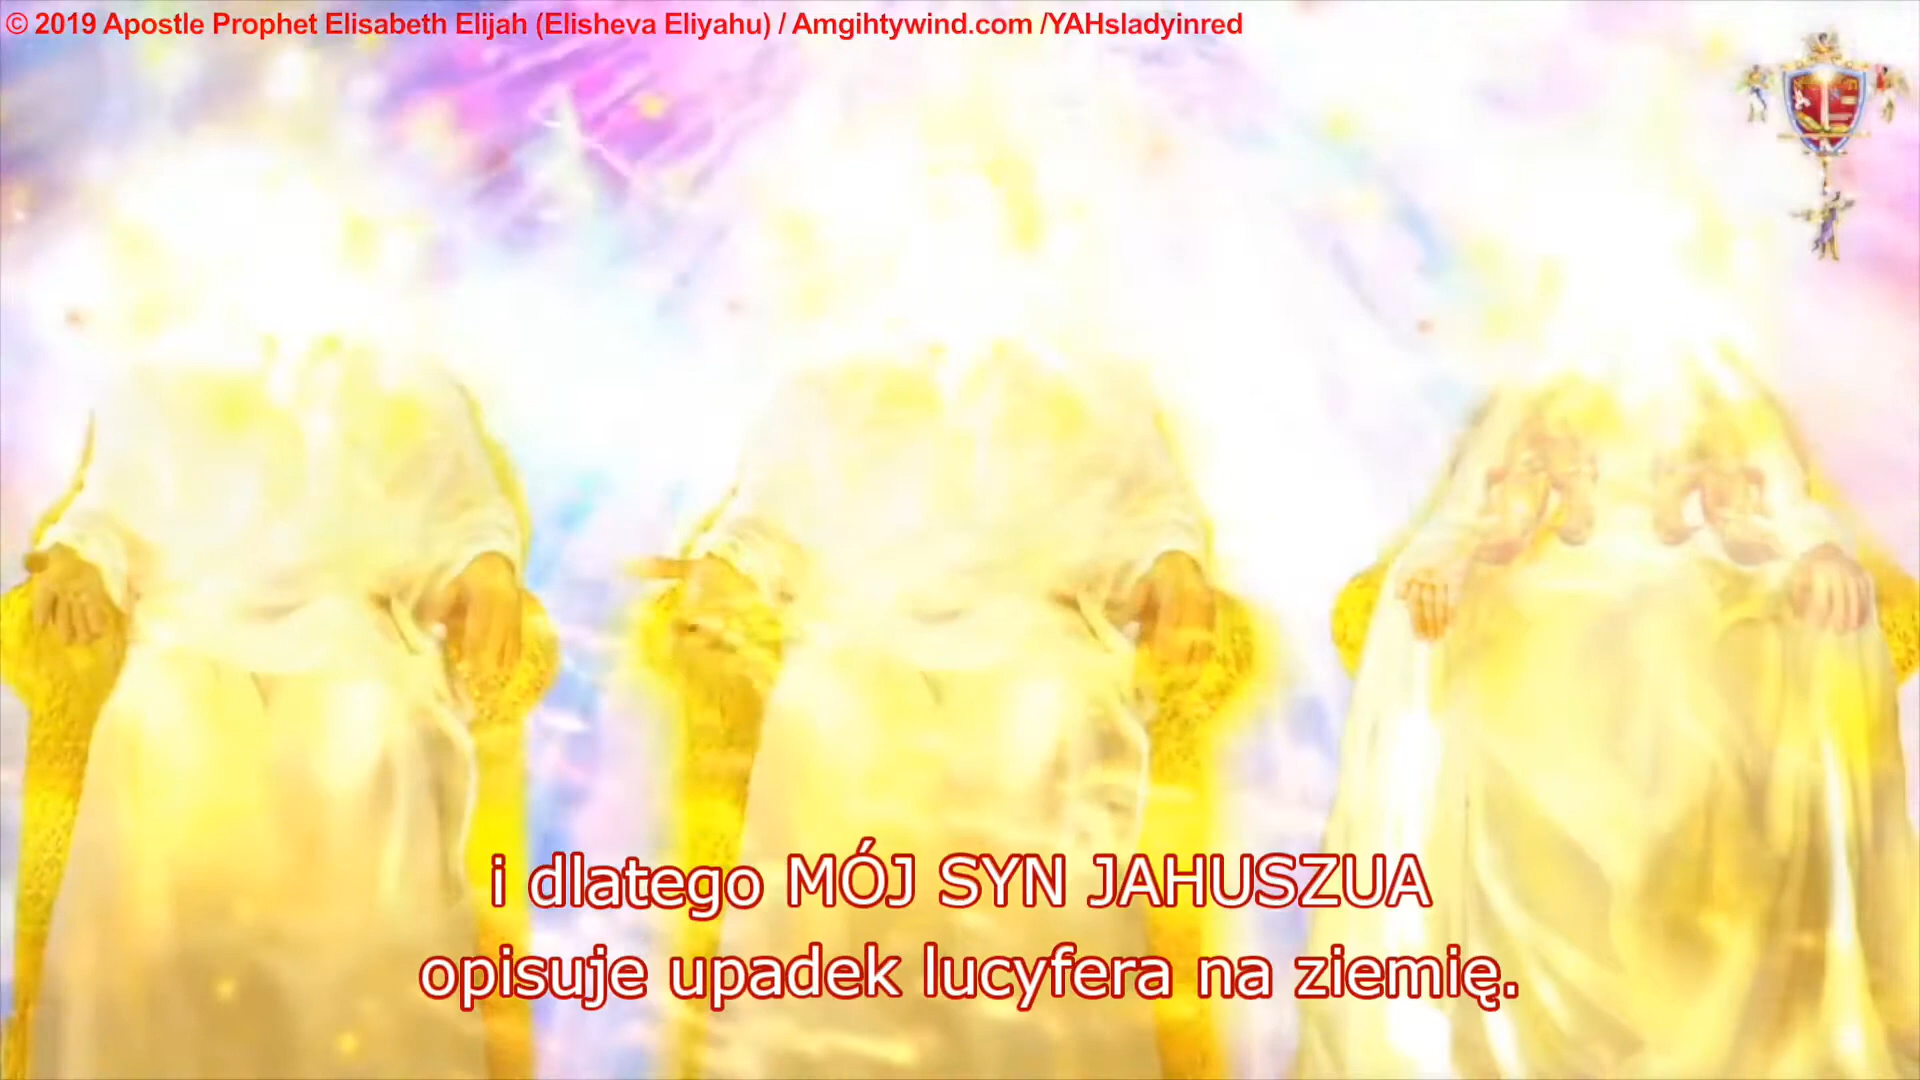 © 2019 Apostle Prophet Elisabeth Elijah (Elisheva Eliyahu) / Amgihtywind.com /YAHsladyinred
i dlatego MÓJ SYN JAHUSZUA
opisuje upadek lucyfera na ziemię.